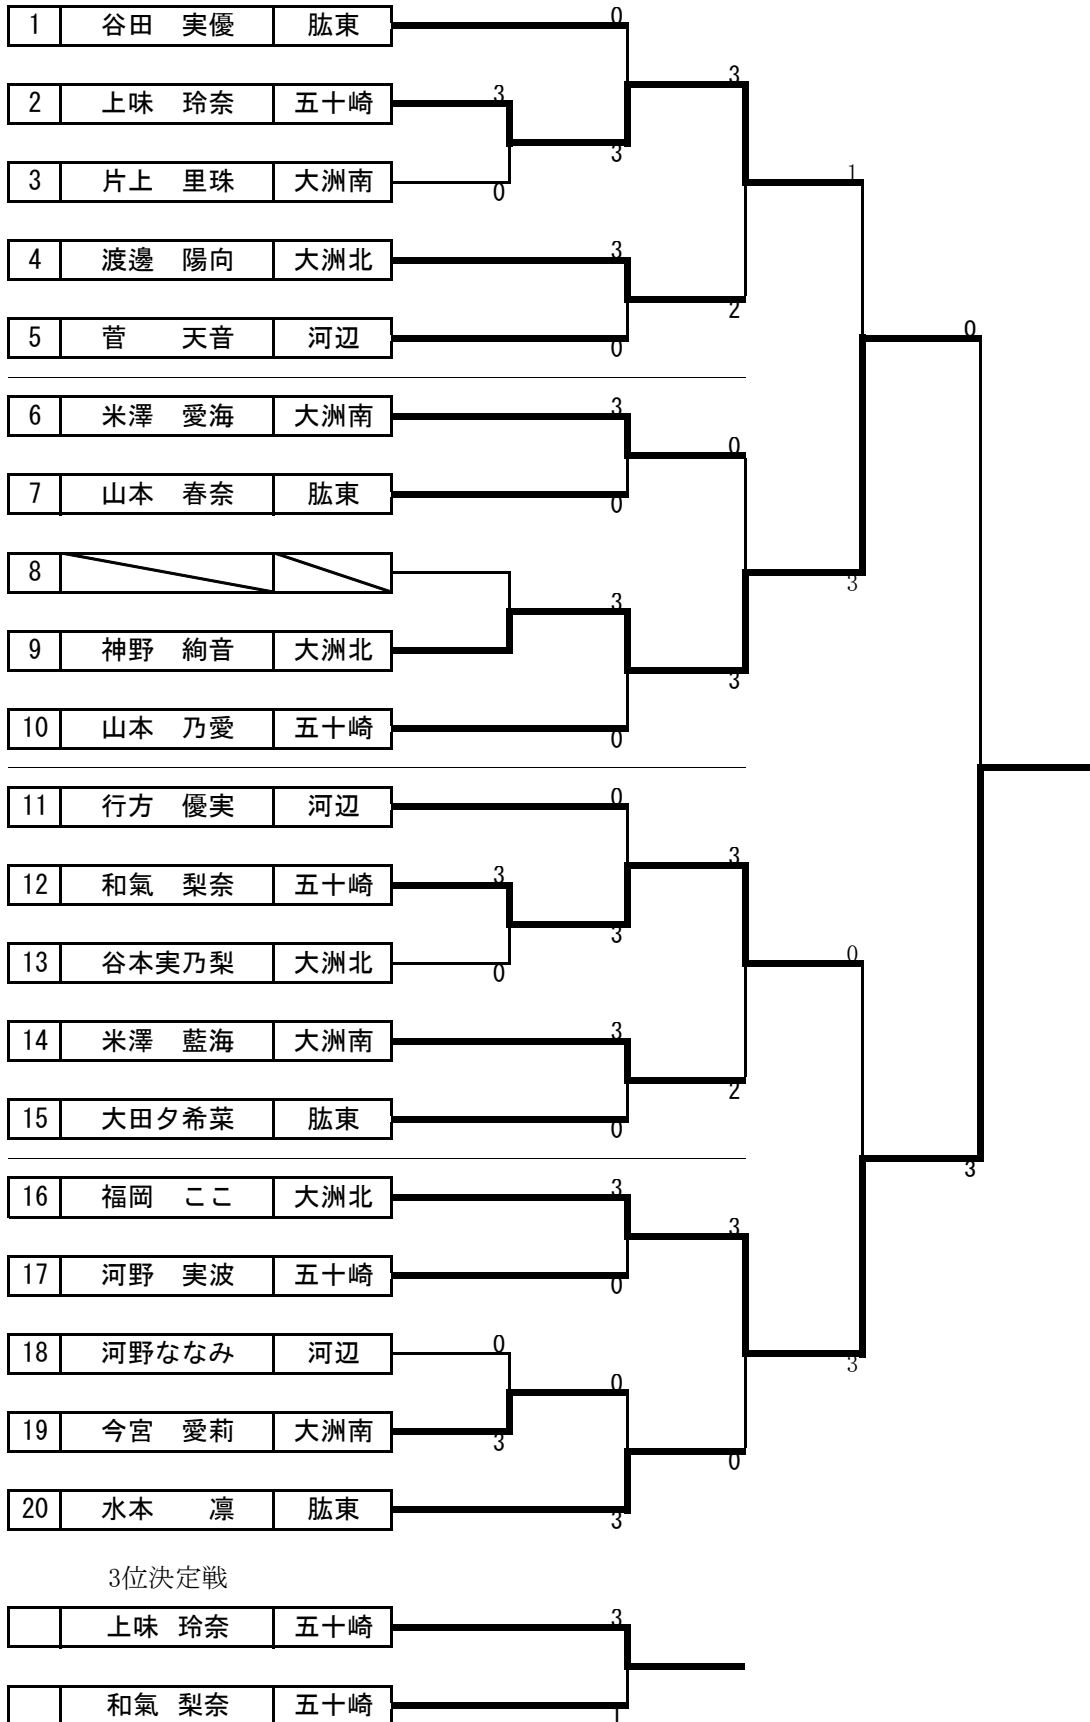 1 谷田 実優 肱東 0
3
2 上味 玲奈 五十崎 3
3
3 片上 里珠 大洲南 0
1
4 渡邊 陽向 大洲北 3
2
5 菅 天音 河辺 0
0
6 米澤 愛海 大洲南 3
0
7 山本 春奈 肱東 0
8
3
3
9 神野 絢音 大洲北
3
10 山本 乃愛 五十崎 0
11 行方 優実 河辺 0
3
12 和氣 梨奈 五十崎 3
3
0
13 谷本実乃梨 大洲北 0
14 米澤 藍海 大洲南 3
2
15 大田夕希菜 肱東 0
3
16 福岡 ここ 大洲北 3
3
17 河野 実波 五十崎 0
18 河野ななみ 河辺 0
3
0
19 今宮 愛莉 大洲南 3
0
20 水本 凛 肱東 3
3位決定戦
上味 玲奈 五十崎 3
和氣 梨奈 五十崎